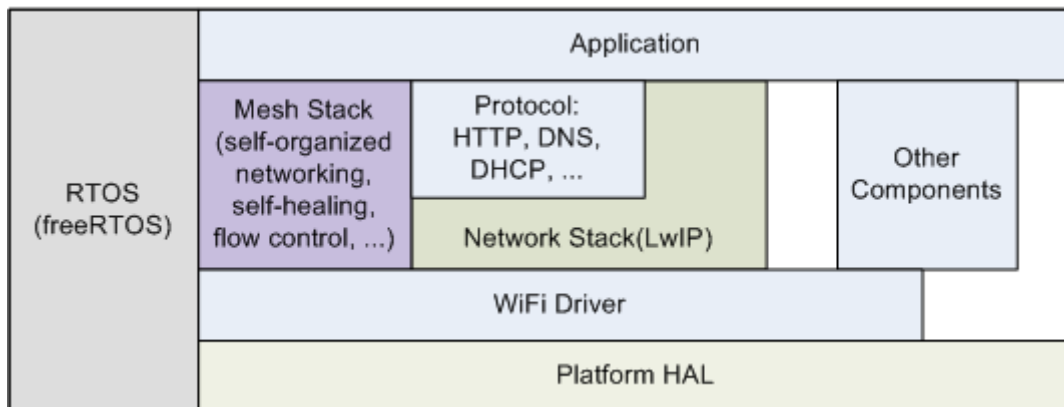 RTOS
(freeRTOS)
Application
Mesh Stack
(self-organized
networking,
self-healing,
flow control, ...)
Protocol:
HTTP, DNS,
DHCP, ...
Network Stack(LwIP)
Other
Components
WiFi Driver
Platform HAL